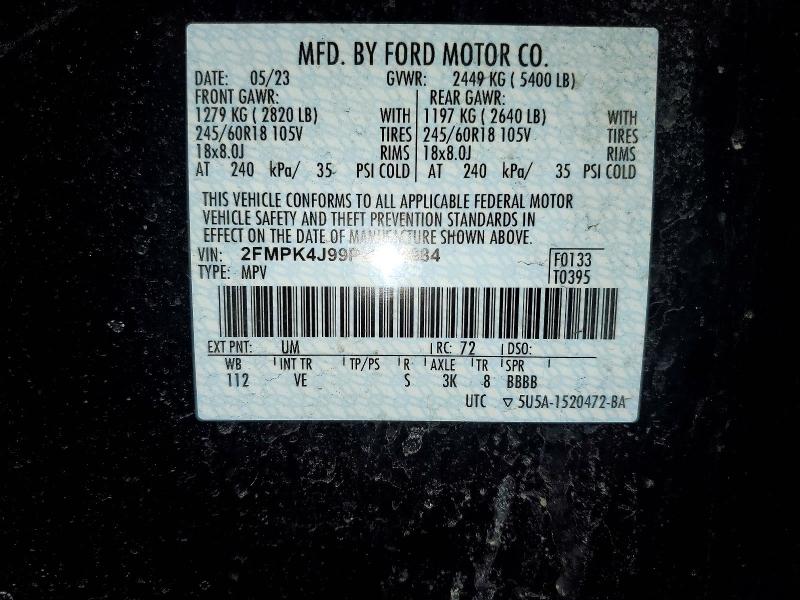 MFD. BY FORD MOTOR CO.
DATE: 05/23 GVWR: 2449 KG ( 5400 LB)
FRONT GAWR: REAR GAWR:
1279 KG ( 2820 LB) WITH 1197 KG ( 2640 LB) WITH
245/60R18 105V TIRES 245/60R18 105V TIRES
18x8.0J RIMS 18x8.0J RIMS
AT 240 kPa/ 35 PSI COLD AT 240 kPa/ 35 PSI COLD
THIS VEHICLE CONFORMS TO ALL APPLICABLE FEDERAL MOTOR
VEHICLE SAFETY AND THEFT PREVENTION STANDARDS IN
EFFECT ON THE DATE OF MANUFACTURE SHOWN ABOVE.
VIN: F0133
TYPE: MPV T0395
EXT PNT: UM RC: 72 DSO:
WB INT TR TP/PS R AXLE TR SPR
112 VE S 3K 8 BBBB
UTC ▽ 5U5A-1520472-BA